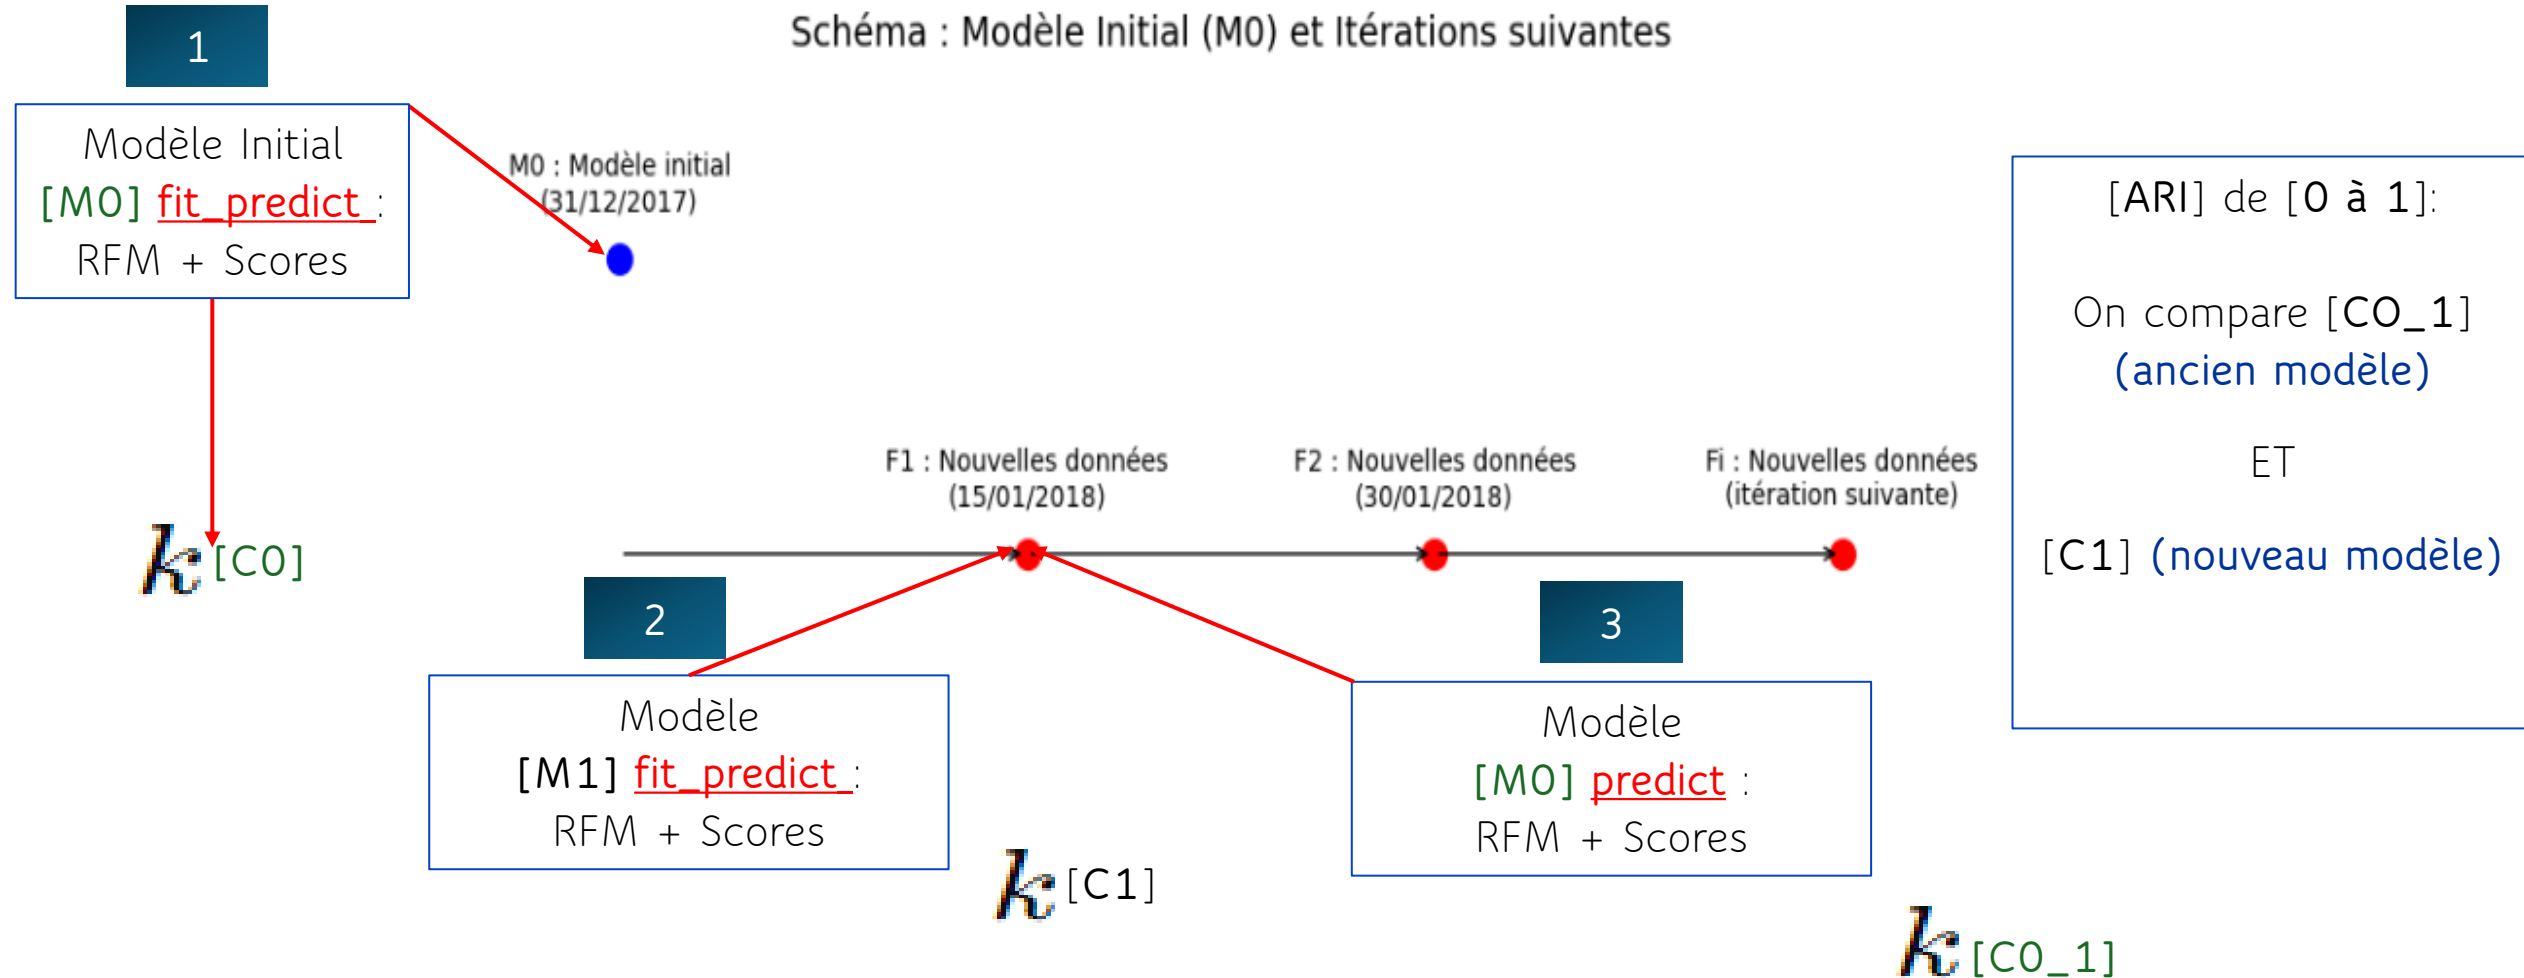 Schéma : Modèle Initial (M0) et Itérations suivantes
1
Modèle Initial
[M0] fit_predict :
RFM + Scores
M0 : Modèle initial
(31/12/2017)
k [C0]
F1 : Nouvelles données
(15/01/2018)
F2 : Nouvelles données
(30/01/2018)
Fi : Nouvelles données
(itération suivante)
2
Modèle
[M1] fit_predict :
RFM + Scores
k [C1]
3
Modèle
[M0] predict :
RFM + Scores
k [C0_1]
[ARI] de [0 à 1]:
On compare [CO_1]
(ancien modèle)
ET
[C1] (nouveau modèle)